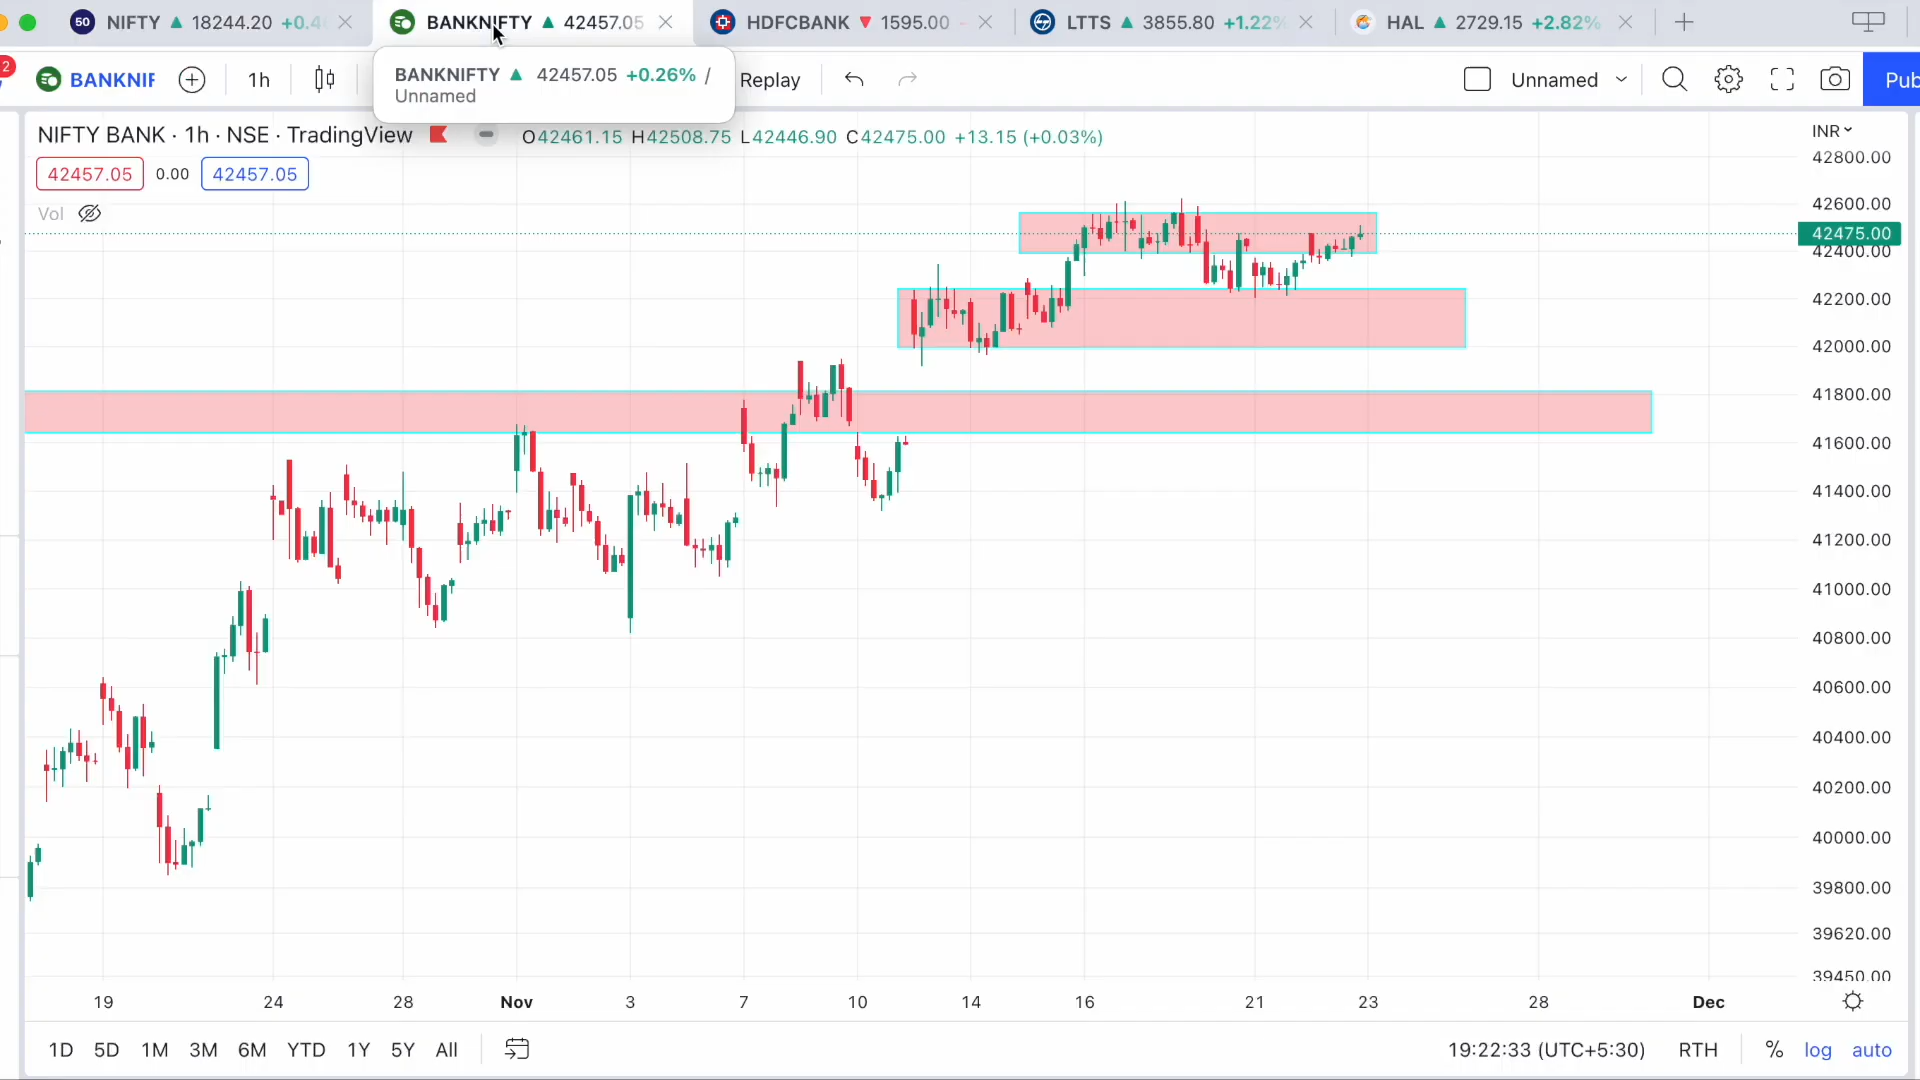 50 NIFTY ▲ 18244.20 +0.4
BANKNIFTY ▲ 42457.05
HDFCBANK ▼ 1595.00
LTTS ▲ 3855.80 +1.22%
HAL ▲ 2729.15 +2.82%
2
BANKNIF
1h
Replay
Unnamed
Pub
BANKNIFTY ▲ 42457.05 +0.26% /
Unnamed
NIFTY BANK · 1h · NSE · TradingView
O42461.15 H42508.75 L42446.90 C42475.00 +13.15 (+0.03%)
INR
42457.05 0.00 42457.05
Vol
42800.00
42600.00
42475.00
42400.00
42200.00
42000.00
41800.00
41600.00
41400.00
41200.00
41000.00
40800.00
40600.00
40400.00
40200.00
40000.00
39800.00
39620.00
39450.00
19 24 28 Nov 3 7 10 14 16 21 23 28 Dec
1D 5D 1M 3M 6M YTD 1Y 5Y All
19:22:33 (UTC+5:30) RTH % log auto